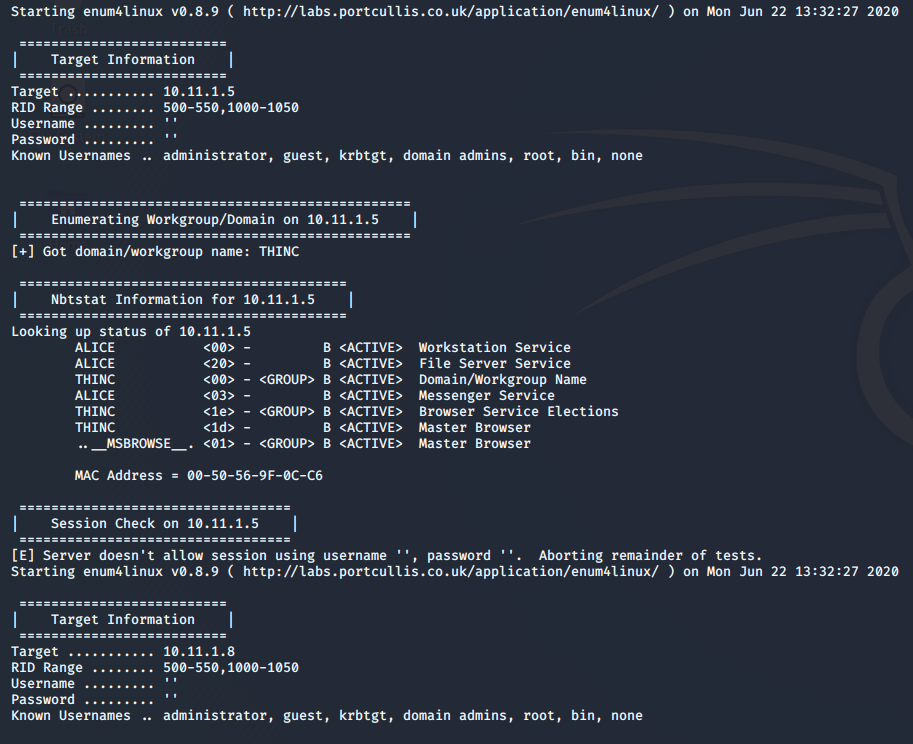 Starting enum4linux v0.8.9 ( http://labs.portcullis.co.uk/application/enum4linux/ ) on Mon Jun 22 13:32:27 2020
 ==========================
|    Target Information    |
 ==========================
Target ........... 10.11.1.5
RID Range ........ 500-550,1000-1050
Username ......... ''
Password ......... ''
Known Usernames .. administrator, guest, krbtgt, domain admins, root, bin, none
 =================================================
|    Enumerating Workgroup/Domain on 10.11.1.5    |
 =================================================
[+] Got domain/workgroup name: THINC
 =========================================
|    Nbtstat Information for 10.11.1.5    |
 =========================================
Looking up status of 10.11.1.5
        ALICE           <00> -         B <ACTIVE>  Workstation Service
        ALICE           <20> -         B <ACTIVE>  File Server Service
        THINC           <00> - <GROUP> B <ACTIVE>  Domain/Workgroup Name
        ALICE           <03> -         B <ACTIVE>  Messenger Service
        THINC           <1e> - <GROUP> B <ACTIVE>  Browser Service Elections
        THINC           <1d> -         B <ACTIVE>  Master Browser
        ..__MSBROWSE__. <01> - <GROUP> B <ACTIVE>  Master Browser
        MAC Address = 00-50-56-9F-0C-C6
 ==================================
|    Session Check on 10.11.1.5    |
 ==================================
[E] Server doesn't allow session using username '', password ''.  Aborting remainder of tests.
Starting enum4linux v0.8.9 ( http://labs.portcullis.co.uk/application/enum4linux/ ) on Mon Jun 22 13:32:27 2020
 ==========================
|    Target Information    |
 ==========================
Target ........... 10.11.1.8
RID Range ........ 500-550,1000-1050
Username ......... ''
Password ......... ''
Known Usernames .. administrator, guest, krbtgt, domain admins, root, bin, none